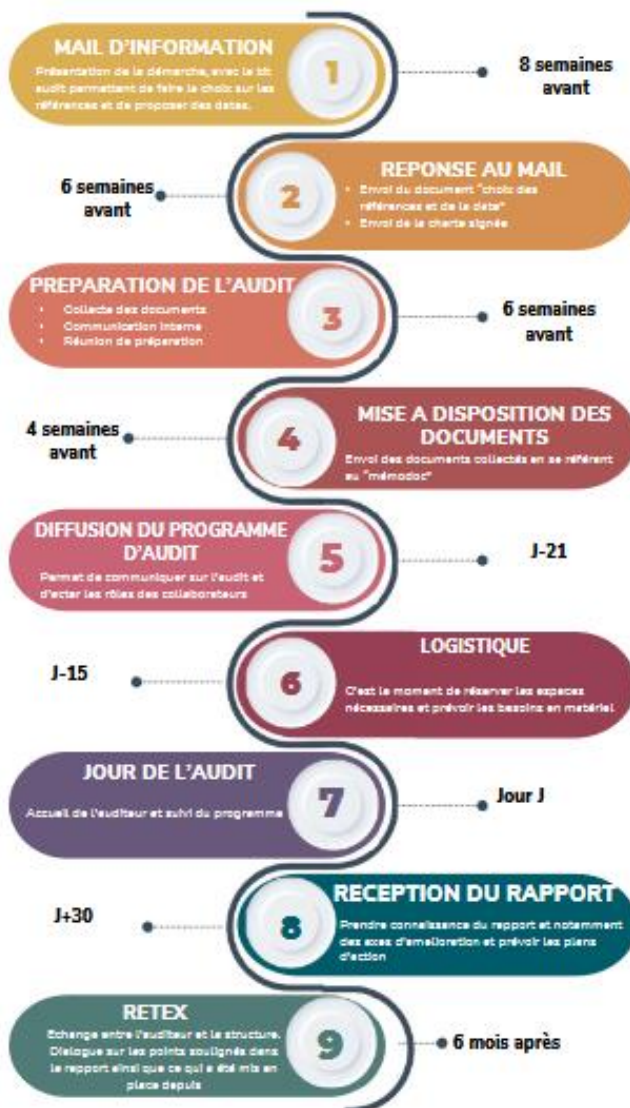 MAIL D'INFORMATION
Présentation de la démarche, avec le kit
audit permettant de faire le choix sur les
références et de proposer des dates.
1
8 semaines
avant
6 semaines
avant
2
REPONSE AU MAIL
• Envoi du document "choix des
références et de la date"
• Envoi de la charte signée
PREPARATION DE L'AUDIT
• Collecte des documents
• Communication interne
• Réunion de préparation
3
6 semaines
avant
4 semaines
avant
4
MISE A DISPOSITION DES
DOCUMENTS
Envoi des documents collectés en se référent
au "mémodoc"
DIFFUSION DU PROGRAMME
D'AUDIT
Permet de communiquer sur l'audit et
d'acter les rôles des collaborateurs
5
J-21
J-15
6
LOGISTIQUE
C'est le moment de réserver les espaces
nécessaires et prévoir les besoins en matériel
JOUR DE L'AUDIT
Accueil de l'auditeur et suivi du programme
7
Jour J
J+30
8
RECEPTION DU RAPPORT
Prendre connaissance du rapport et notamment
des axes d'amelioration et prévoir les plans
d'action
RETEX
Echange entre l'auditeur et la structure.
Dialogue sur les points soulignés dans
le rapport ainsi que ce qui a été mis en
place depuis
9
6 mois après